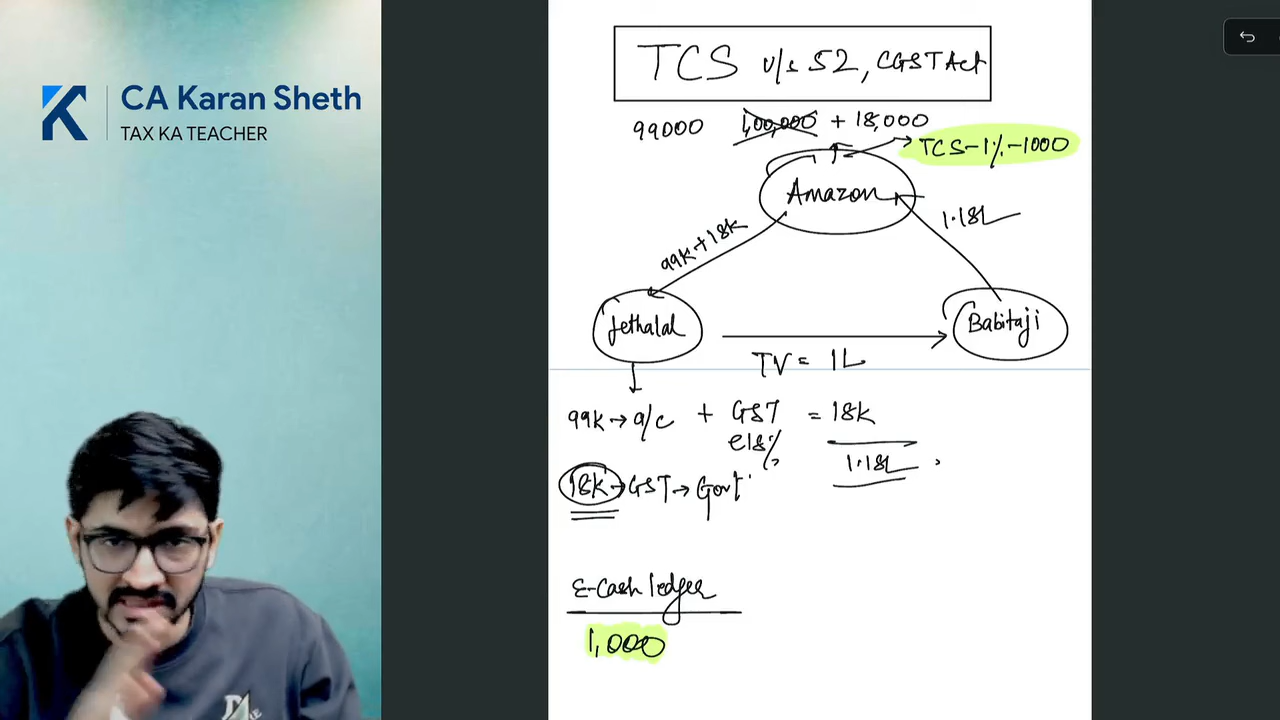 CA Karan Sheth
TAX KA TEACHER
TCS u/s 52, CGST Act
99000 1,00,000 + 18,000
TCS-1%-1000
Amazon
99K+18K
1.18L
Jethalal
Babitaji
TV = 1L
99K→a/c + GST = 18K
@18%
1.18L
18K→GST→Govt
E-Cash ledger
1,000